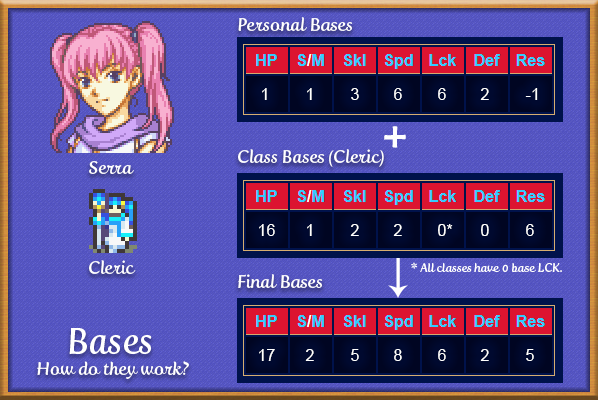 Personal Bases
HP S/M Skl Spd Lck Def Res
1 1 3 6 6 2 -1
Serra
+
Class Bases (Cleric)
HP S/M Skl Spd Lck Def Res
16 1 2 2 0* 0 6
Cleric
* All classes have 0 base LCK.
Final Bases
HP S/M Skl Spd Lck Def Res
17 2 5 8 6 2 5
Bases
How do they work?